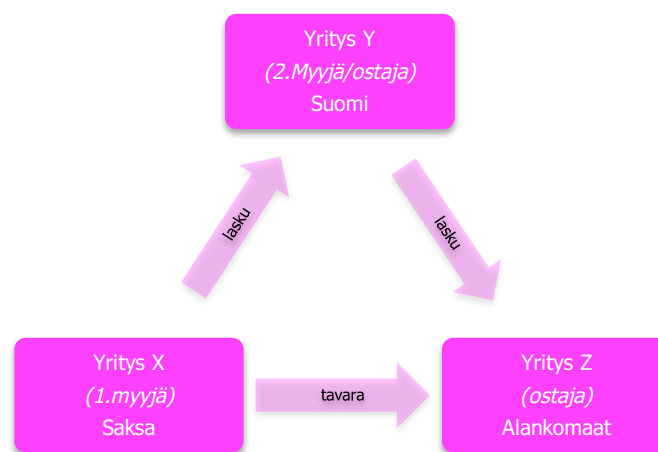 Yritys Y
(2.Myyjä/ostaja)
Suomi
lasku
lasku
Yritys X
(1.myyjä)
Saksa
tavara
Yritys Z
(ostaja)
Alankomaat